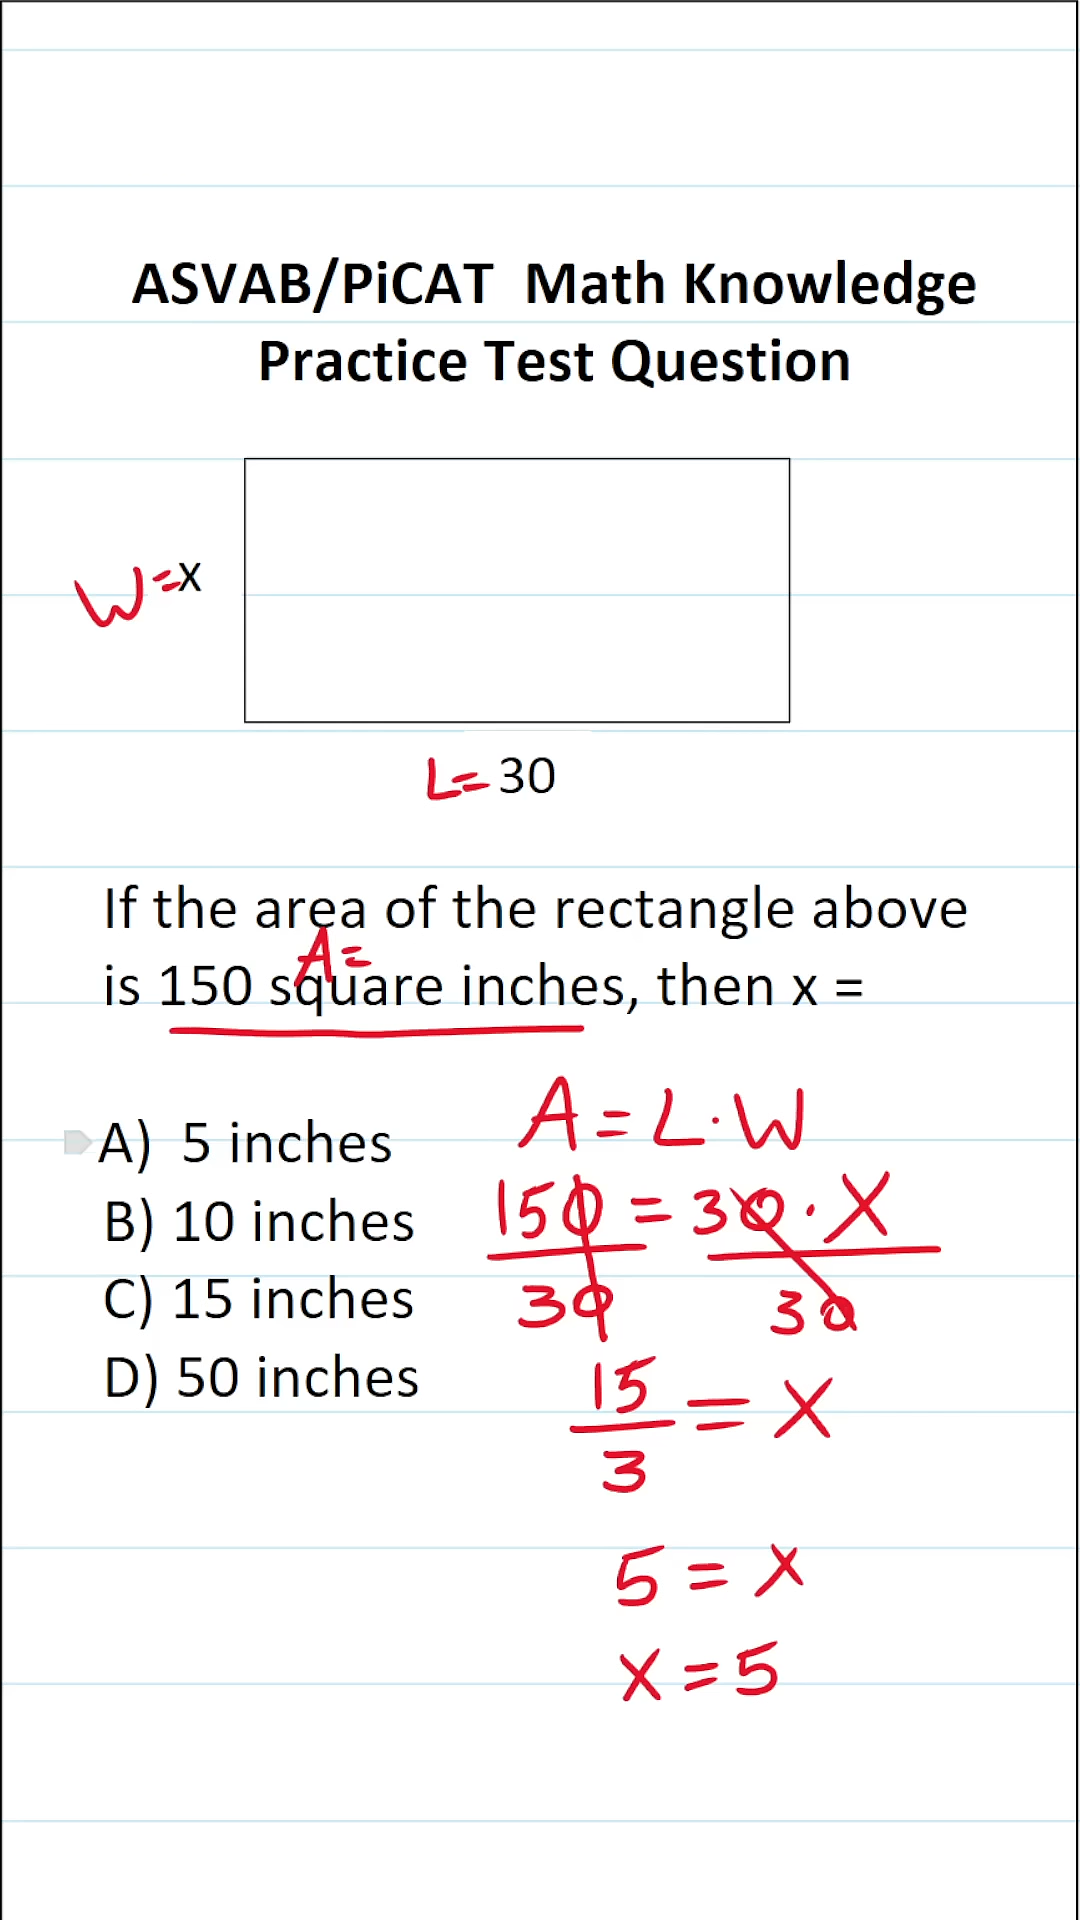 ASVAB/PiCAT Math Knowledge
Practice Test Question
W=x
L= 30
If the area of the rectangle above
A=
is 150 square inches, then x =
A) 5 inches
B) 10 inches
C) 15 inches
D) 50 inches
A=L·W
150 = 30·X
30 30
15
3
= X
5 = X
X=5